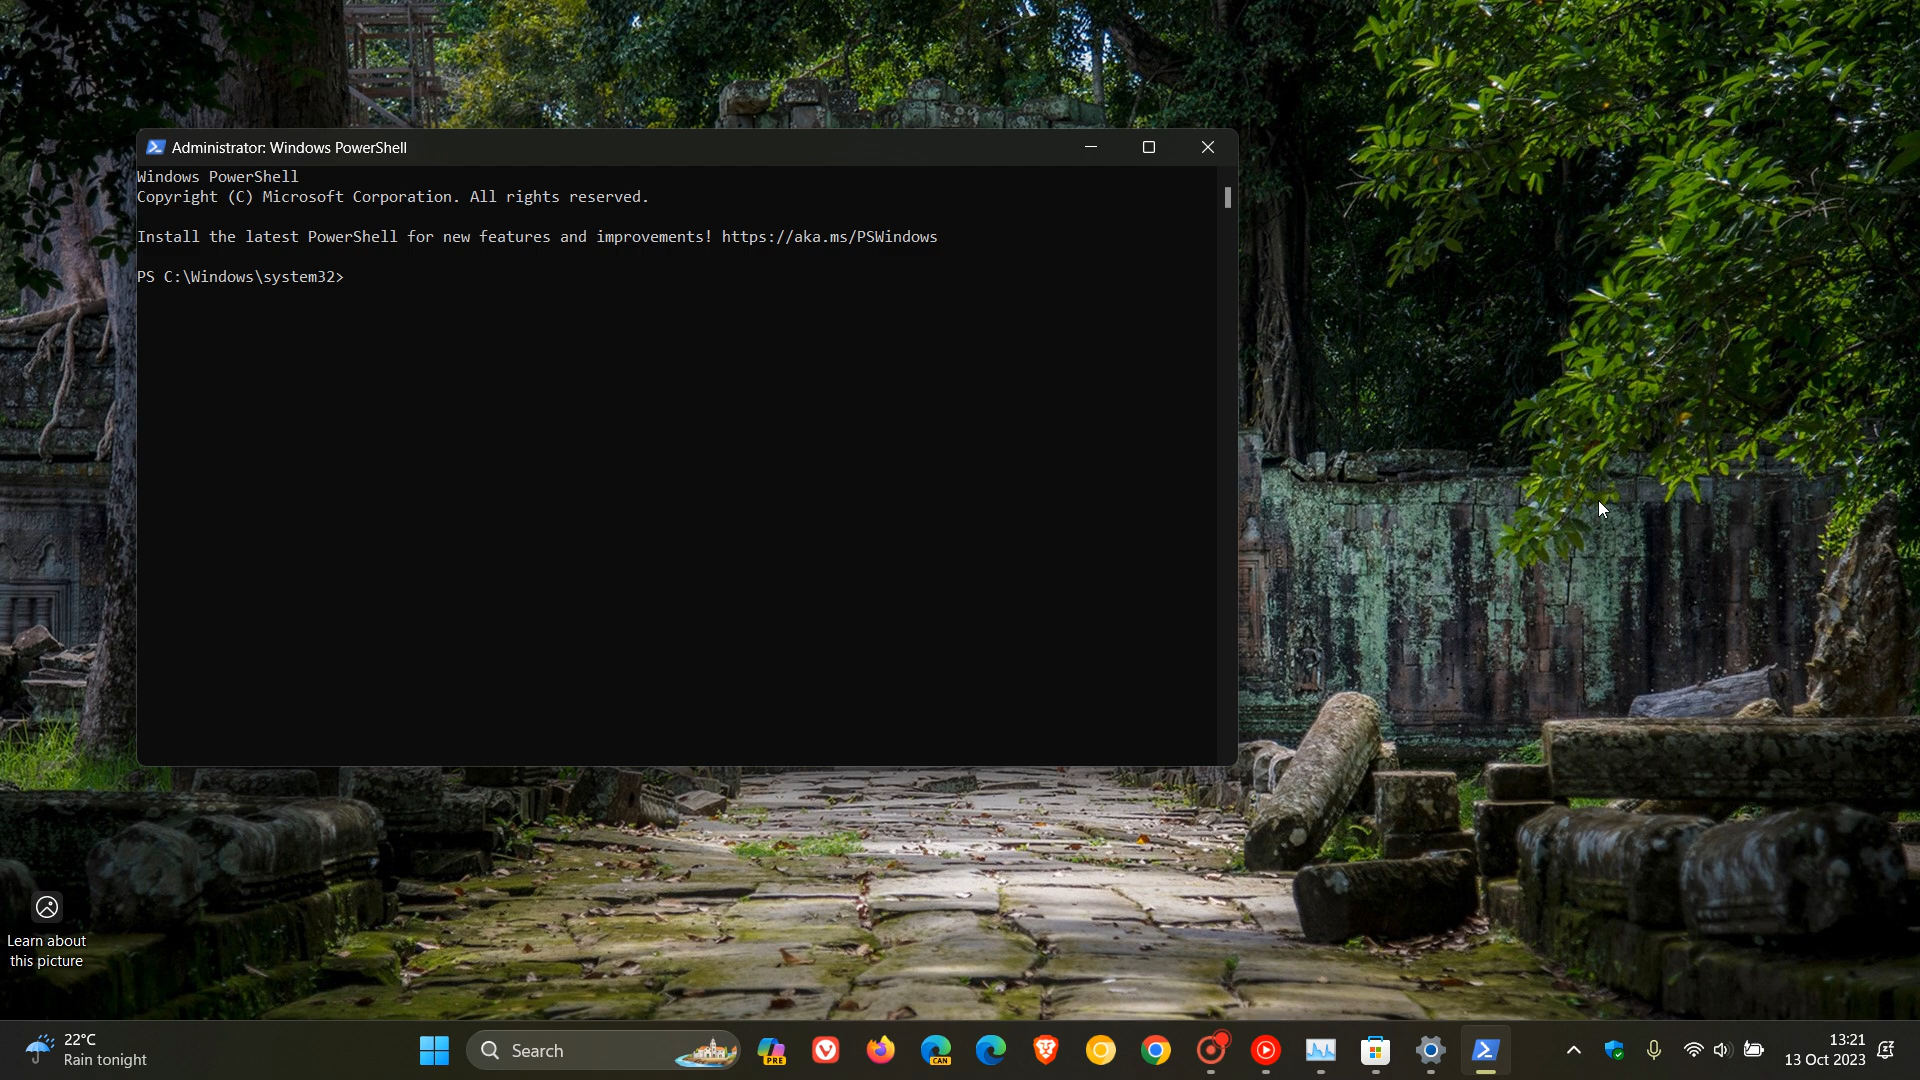 Administrator: Windows PowerShell
Windows PowerShell
Copyright (C) Microsoft Corporation. All rights reserved.
Install the latest PowerShell for new features and improvements! https://aka.ms/PSWindows
PS C:\Windows\system32>
Learn about
this picture
22°C
Rain tonight
Search
PRE
CAN
13:21
13 Oct 2023